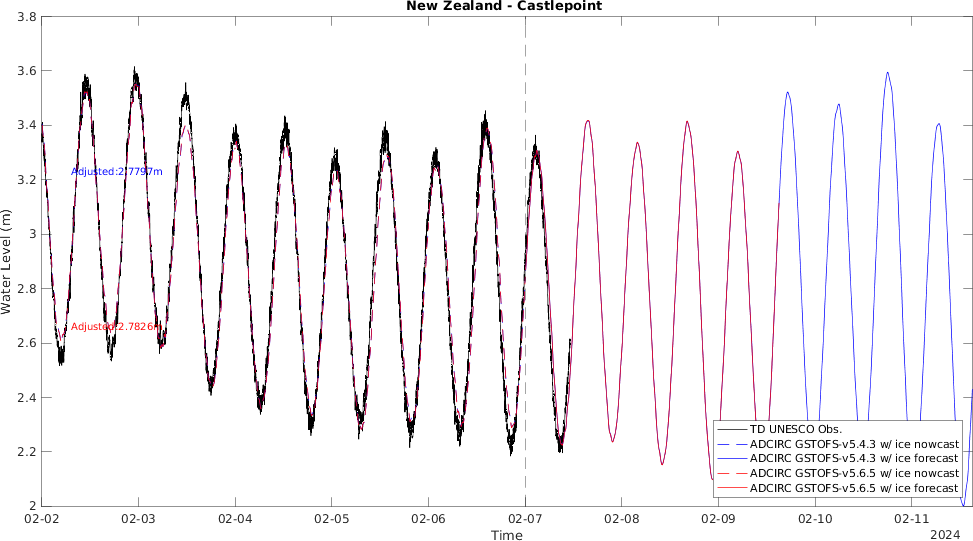 New Zealand - Castlepoint
3.8
3.6
3.4
3.2
3
2.8
2.6
2.4
2.2
2
Water Level (m)
Adjusted:2.7797m
Adjusted:2.7826m
TD UNESCO Obs.
ADCIRC GSTOFS-v5.4.3 w/ ice nowcast
ADCIRC GSTOFS-v5.4.3 w/ ice forecast
ADCIRC GSTOFS-v5.6.5 w/ ice nowcast
ADCIRC GSTOFS-v5.6.5 w/ ice forecast
02-02 02-03 02-04 02-05 02-06 02-07 02-08 02-09 02-10 02-11
Time
2024